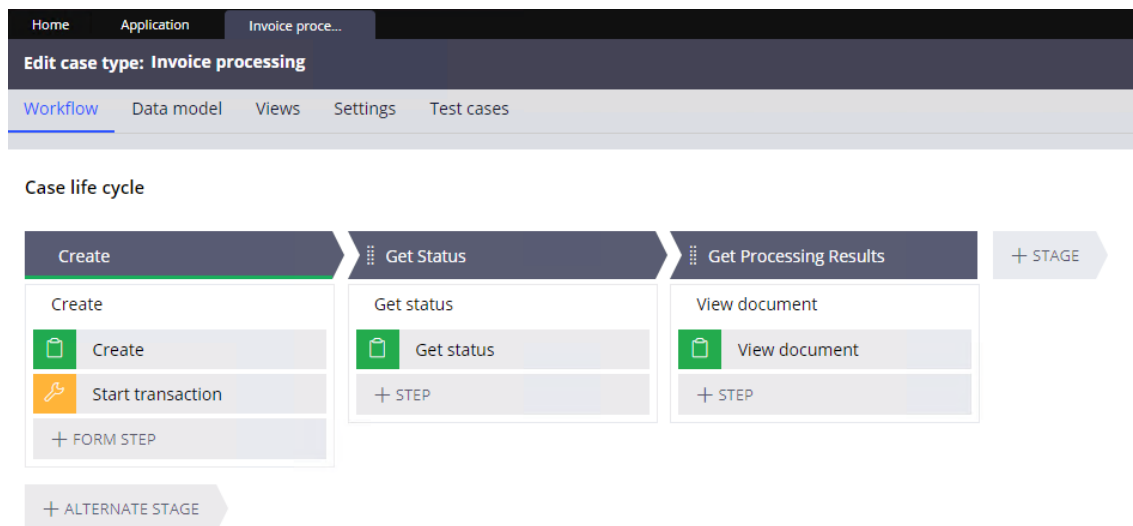 Home Application Invoice proce...
Edit case type: Invoice processing
Workflow Data model Views Settings Test cases
Case life cycle
Create Get Status Get Processing Results + STAGE
Create Get status View document
Create Get status View document
Start transaction + STEP + STEP
+ FORM STEP
+ ALTERNATE STAGE